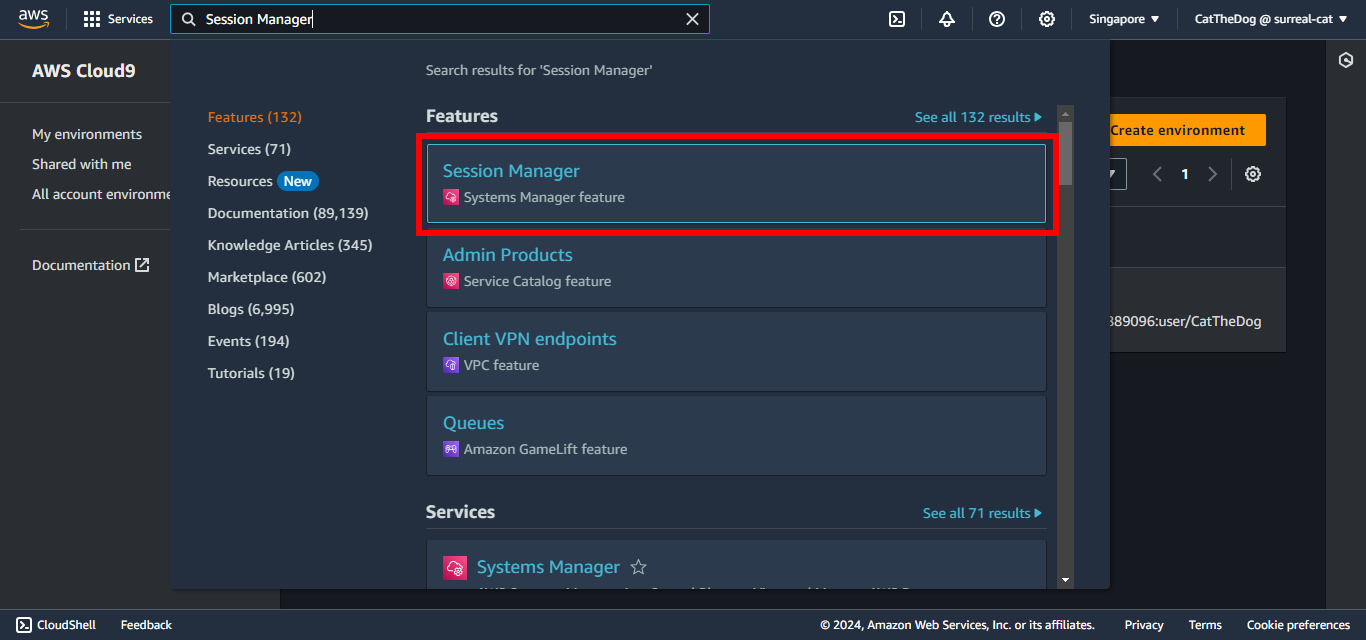 aws
Services
Session Manager
Singapore ▼
CatTheDog @ surreal-cat ▼
AWS Cloud9
My environments
Shared with me
All account environme
Documentation
Search results for 'Session Manager'
Features (132)
Services (71)
Resources New
Documentation (89,139)
Knowledge Articles (345)
Marketplace (602)
Blogs (6,995)
Events (194)
Tutorials (19)
Features
See all 132 results ▶
Session Manager
Systems Manager feature
Admin Products
Service Catalog feature
Client VPN endpoints
VPC feature
Queues
Amazon GameLift feature
Services
See all 71 results ▶
Systems Manager
Create environment
1
389096:user/CatTheDog
CloudShell
Feedback
© 2024, Amazon Web Services, Inc. or its affiliates.
Privacy
Terms
Cookie preferences